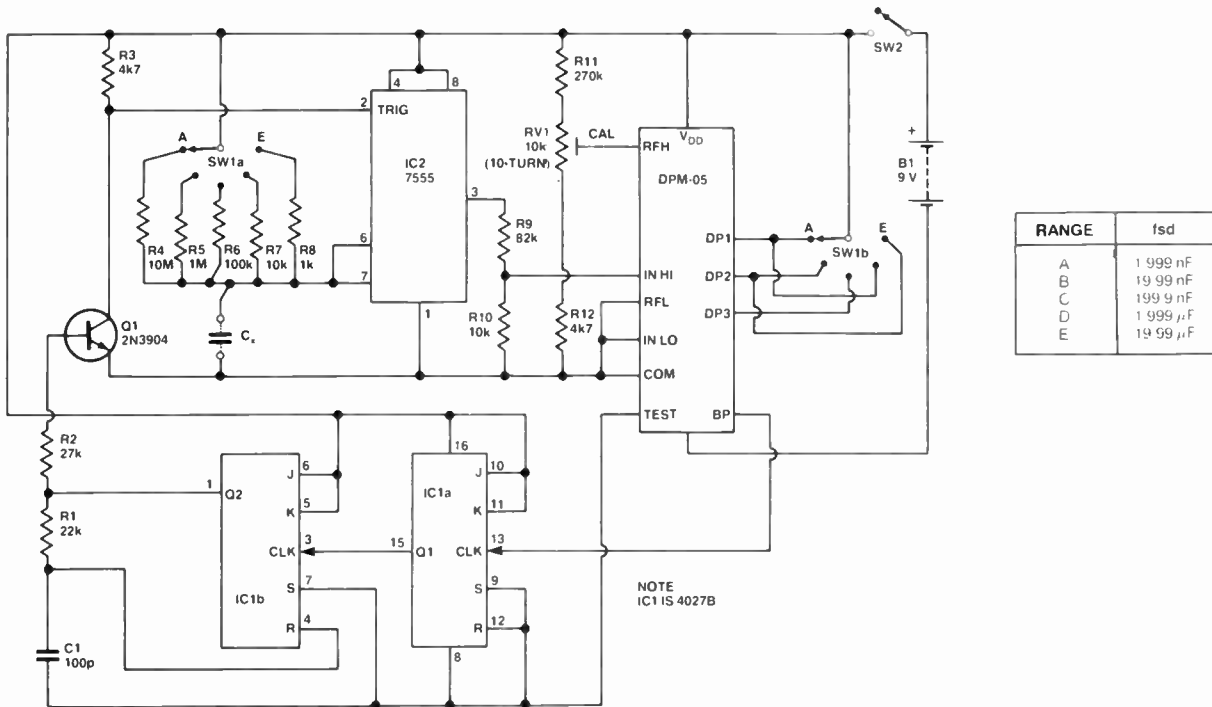 SW2
R3
4k7
R11
270k
4
8
2
TRIG
A
E
SW1a
RV1
10k
(10-TURN)
CAL
RFH
VDD
DPM-05
+
B1
9 V
IC2
7555
3
R9
82k
R4
10M
R5
1M
R6
100k
R7
10k
R8
1k
6
7
DP1
DP2
DP3
A
E
SW1b
IN HI
RFL
IN LO
COM
TEST
BP
R10
10k
R12
4k7
1
Q1
2N3904
Cx
RANGE
fsd
A
1.999 nF
B
19.99 nF
C
199.9 nF
D
1.999 μF
E
19.99 μF
R2
27k
R1
22k
C1
100p
1
Q2
6
J
5
K
3
CLK
7
S
4
R
IC1b
16
IC1a
15
Q1
10
J
11
K
13
CLK
9
S
12
R
8
NOTE
IC1 IS 4027B